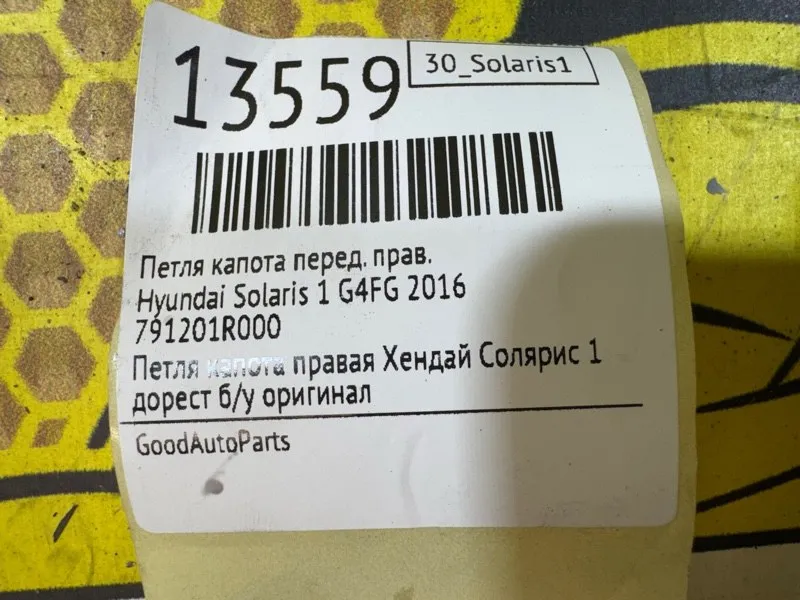 13559
30_Solaris1
Петля капота перед. прав.
Hyundai Solaris 1 G4FG 2016
791201R000
Петля капота правая Хендай Солярис 1
дорест б/у оригинал
GoodAutoParts